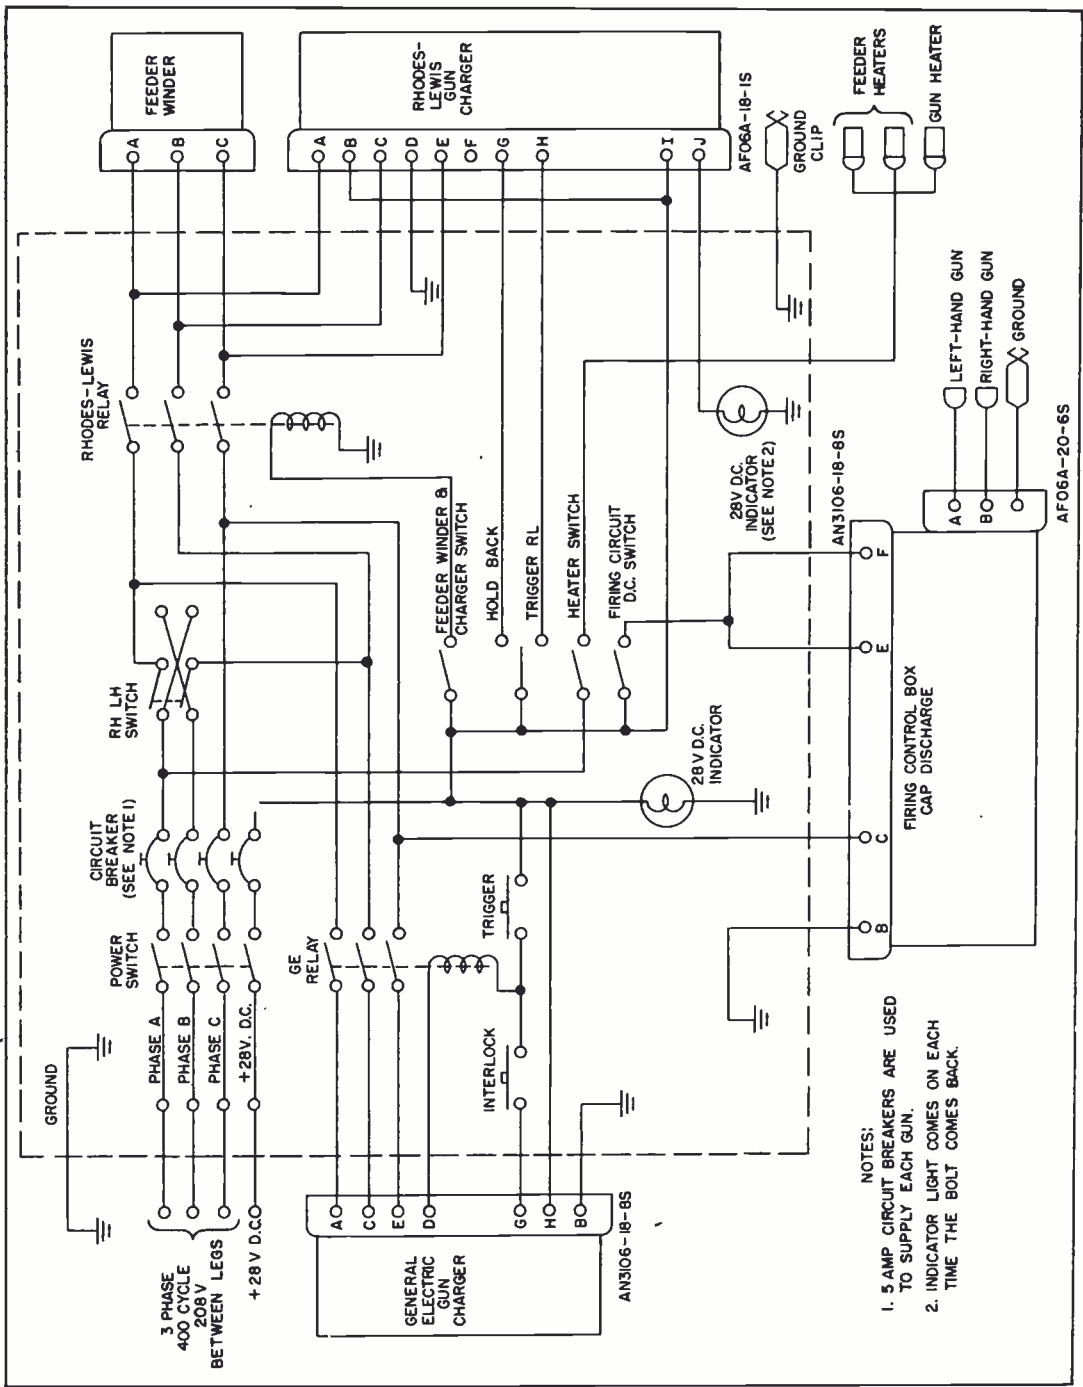 3 PHASE
400 CYCLE
208 V
BETWEEN LEGS
+28V D.C.
GROUND
PHASE A
PHASE B
PHASE C
+28V. D.C.
POWER
SWITCH
CIRCUIT
BREAKER
(SEE NOTE 1)
RH LH
SWITCH
RHODES-LEWIS
RELAY
FEEDER
WINDER
A
B
C
RHODES-
LEWIS
GUN
CHARGER
A
B
C
D
E
F
G
H
I
J
AF06A-18-1S
GROUND
CLIP
FEEDER
HEATERS
GUN HEATER
GENERAL
ELECTRIC
GUN
CHARGER
A
C
E
D
G
H
B
AN3106-18-8S
GE
RELAY
INTERLOCK
TRIGGER
FEEDER WINDER &
CHARGER SWITCH
HOLD BACK
TRIGGER RL
HEATER SWITCH
FIRING CIRCUIT
D.C. SWITCH
28V D.C.
INDICATOR
28V D.C.
INDICATOR
(SEE NOTE 2)
AN3106-18-8S
B
C
E
F
FIRING CONTROL BOX
CAP DISCHARGE
A
B
LEFT-HAND GUN
RIGHT-HAND GUN
GROUND
AF06A-20-6S
NOTES:
1. 5 AMP CIRCUIT BREAKERS ARE USED
TO SUPPLY EACH GUN.
2. INDICATOR LIGHT COMES ON EACH
TIME THE BOLT COMES BACK.